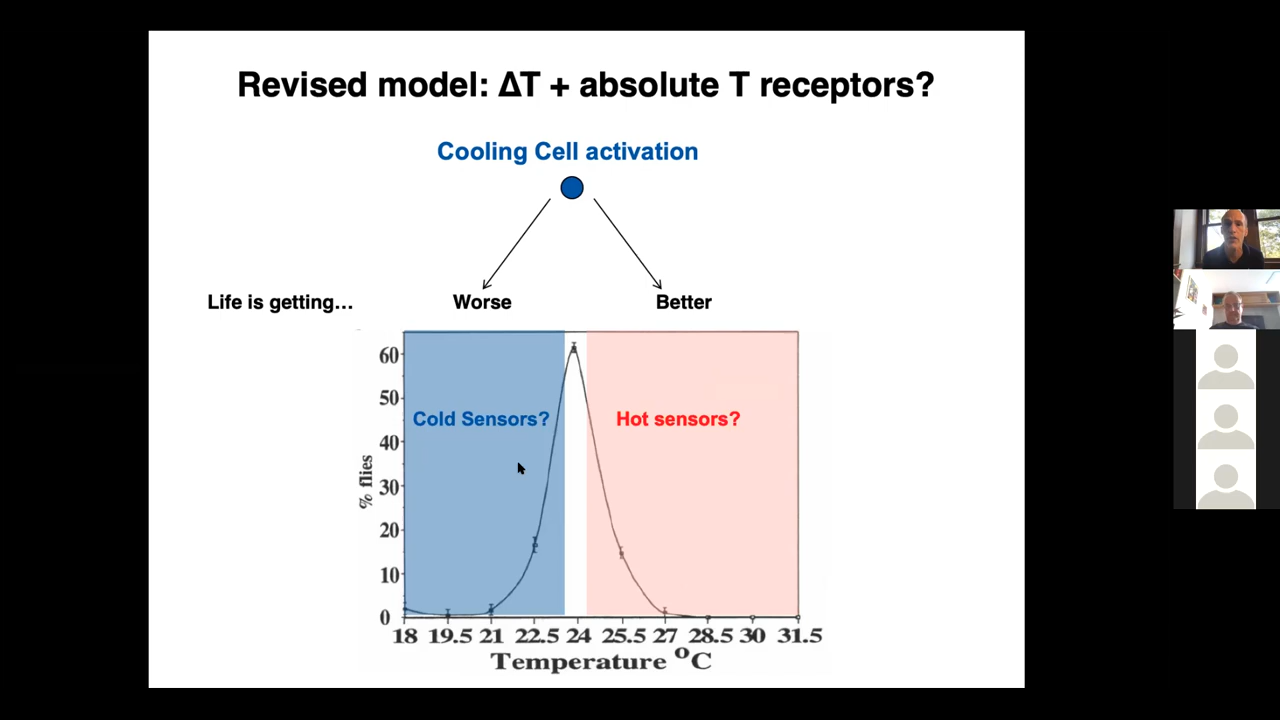 Revised model: ΔT + absolute T receptors?
Cooling Cell activation
Life is getting… Worse Better
60
50
Cold Sensors? Hot sensors?
40
30
20
10
0
% flies
18 19.5 21 22.5 24 25.5 27 28.5 30 31.5
Temperature ºC